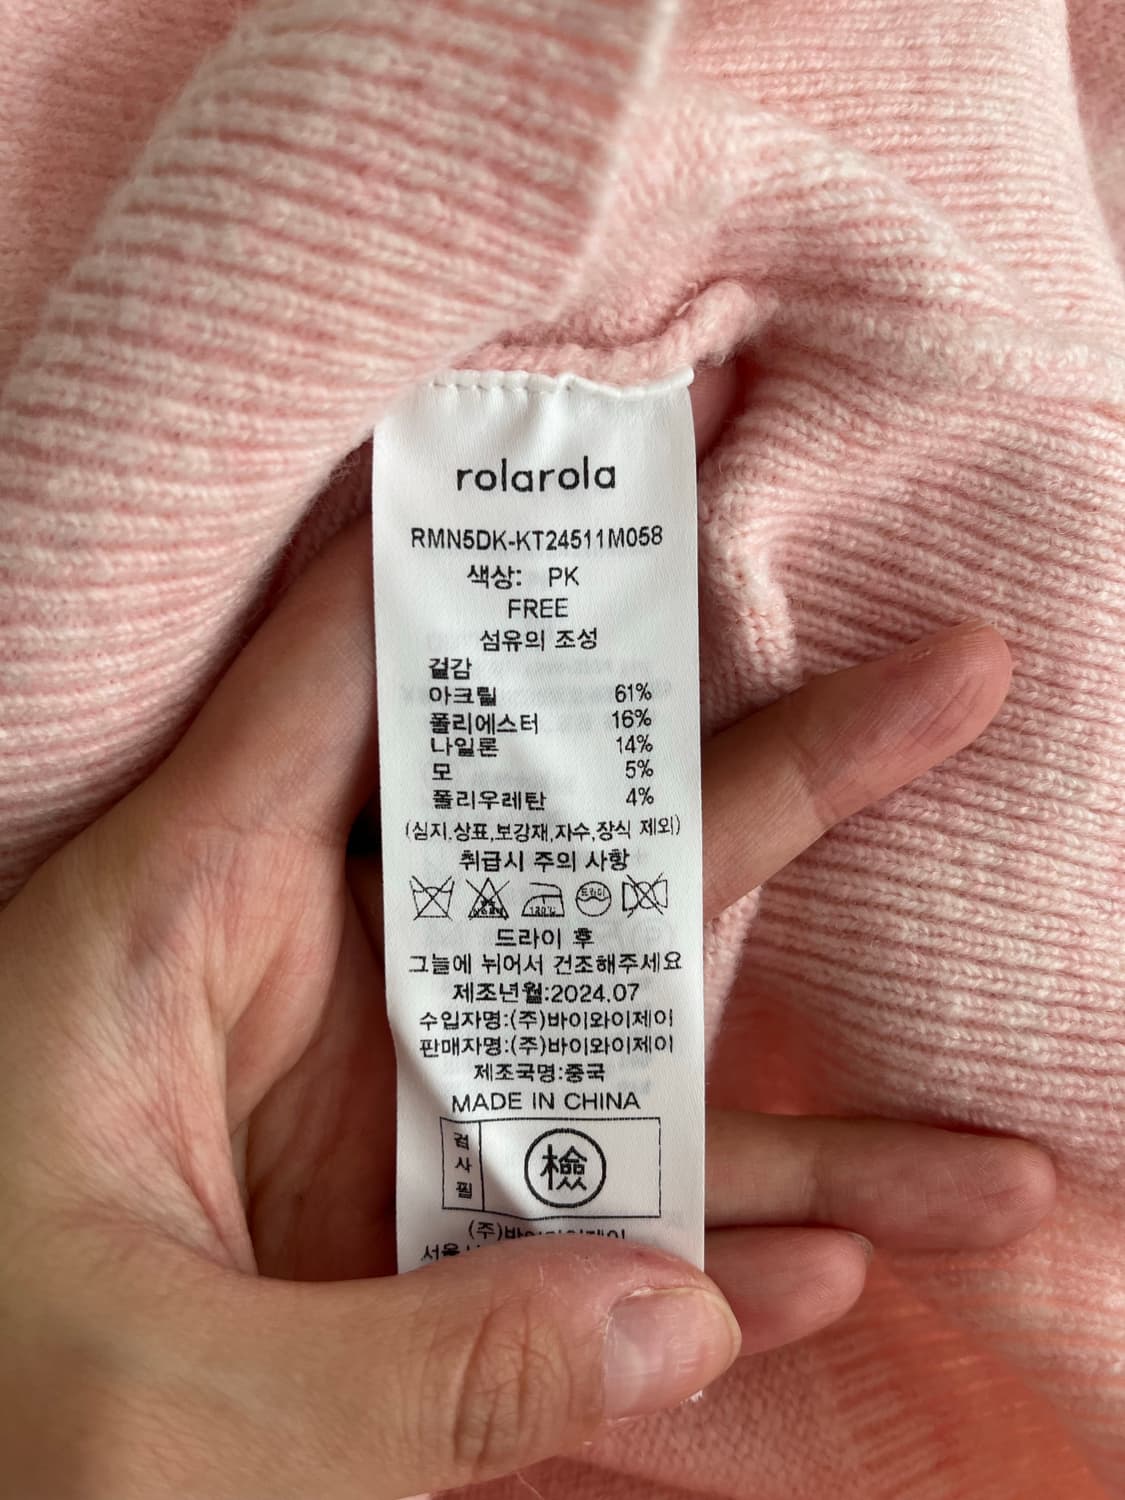 rolarola
RMN5DK-KT24511M058
색상: PK
FREE
섬유의 조성
겉감
아크릴 61%
폴리에스터 16%
나일론 14%
모 5%
폴리우레탄 4%
(심지,상표,보강재,자수,장식 제외)
취급시 주의 사항
120℃ 드라이
드라이 후
그늘에 뉘어서 건조해주세요
제조년월:2024.07
수입자명:(주)바이와이제이
판매자명:(주)바이와이제이
제조국명:중국
MADE IN CHINA
검사필 檢